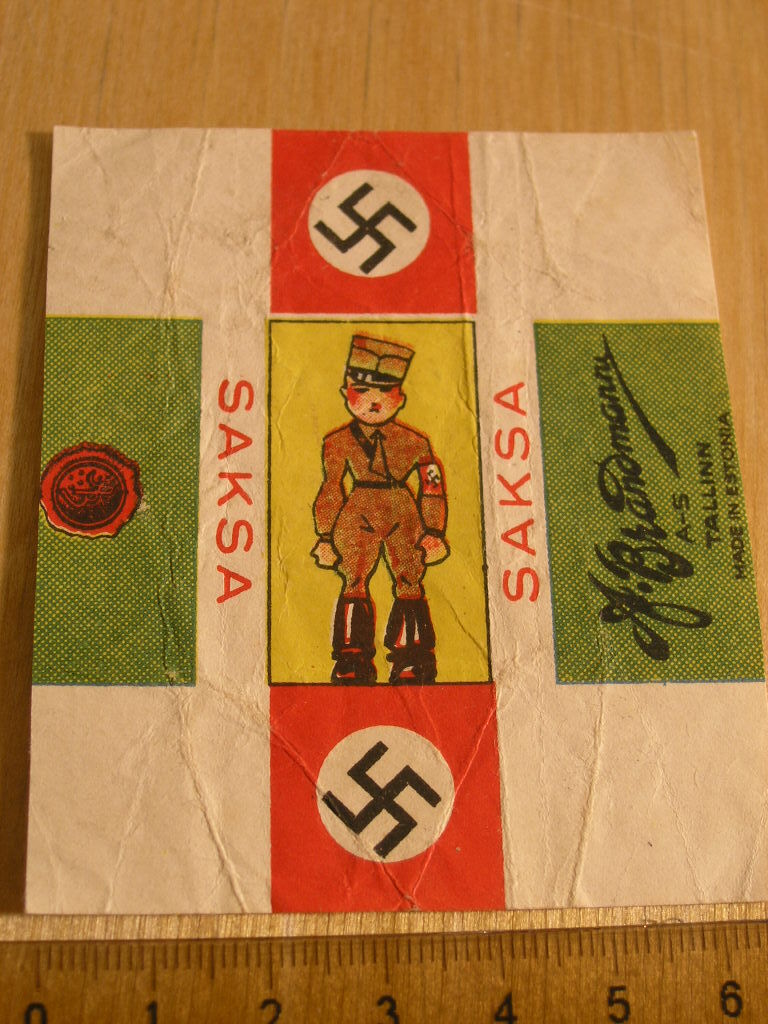 SAKSA
SAKSA
A. Brandmann
A-S
TALLINN
MADE IN ESTONIA
0 1 2 3 4 5 6